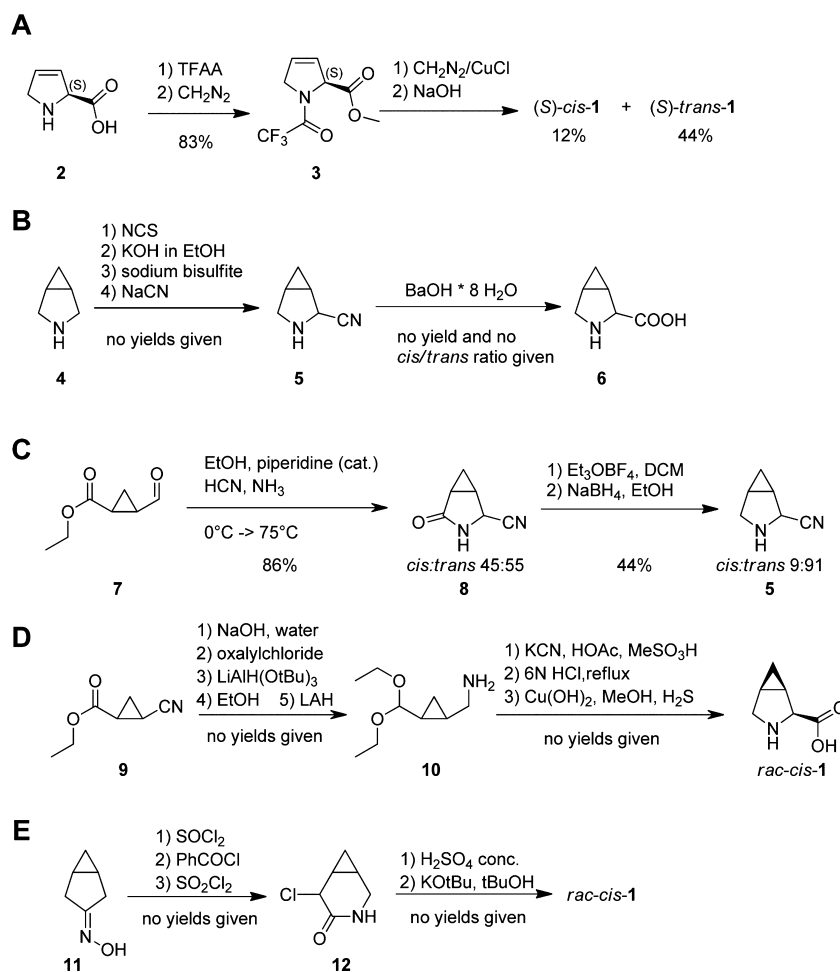 A
(S)
O
N
H
OH
2
1) TFAA
2) CH2N2
83%
(S)
O
N
O
CF3
O
3
1) CH2N2/CuCl
2) NaOH
(S)-cis-1 + (S)-trans-1
12% 44%
B
N
H
4
1) NCS
2) KOH in EtOH
3) sodium bisulfite
4) NaCN
no yields given
N
H
CN
5
BaOH * 8 H2O
no yield and no
cis/trans ratio given
N
H
COOH
6
C
O
O
O
7
EtOH, piperidine (cat.)
HCN, NH3
0°C -> 75°C
86%
O
N
H
CN
cis:trans 45:55
8
1) Et3OBF4, DCM
2) NaBH4, EtOH
44%
N
H
CN
cis:trans 9:91
5
D
O
CN
O
9
1) NaOH, water
2) oxalylchloride
3) LiAlH(OtBu)3
4) EtOH 5) LAH
no yields given
O
NH2
O
10
1) KCN, HOAc, MeSO3H
2) 6N HCl,reflux
3) Cu(OH)2, MeOH, H2S
no yields given
N
H
O
OH
rac-cis-1
E
N
OH
11
1) SOCl2
2) PhCOCl
3) SO2Cl2
no yields given
Cl
NH
O
12
1) H2SO4 conc.
2) KOtBu, tBuOH
no yields given
rac-cis-1